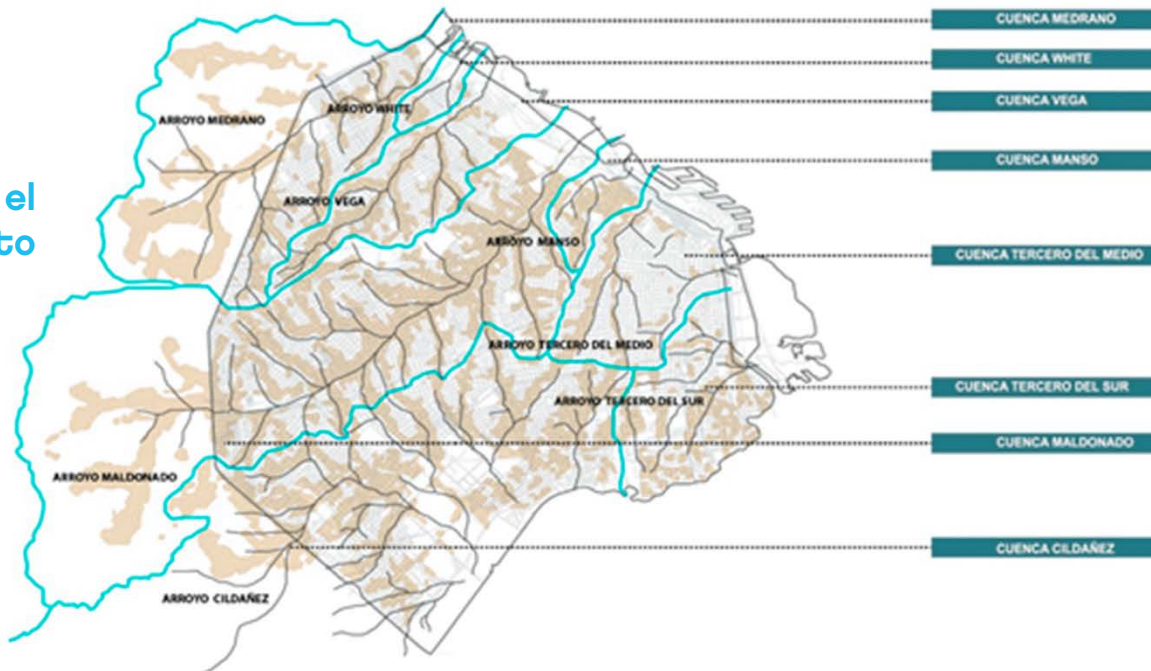 el
to
CUENCA MEDRANO
CUENCA WHITE
CUENCA VEGA
CUENCA MANSO
CUENCA TERCERO DEL MEDIO
CUENCA TERCERO DEL SUR
CUENCA MALDONADO
CUENCA CILDAÑEZ
ARROYO WHITE
ARROYO MEDRANO
ARROYO VEGA
ARROYO MANSO
ARROYO TERCERO DEL MEDIO
ARROYO TERCERO DEL SUR
ARROYO MALDONADO
ARROYO CILDAÑEZ